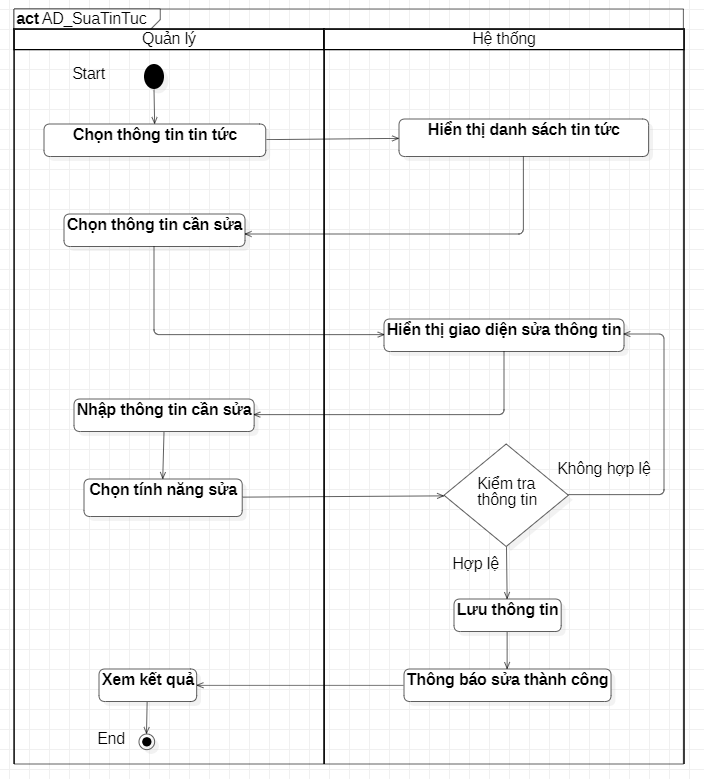 act AD_SuaTinTuc
Quản lý
Hệ thống
Start
Chọn thông tin tin tức
Hiển thị danh sách tin tức
Chọn thông tin cần sửa
Hiển thị giao diện sửa thông tin
Nhập thông tin cần sửa
Chọn tính năng sửa
Kiểm tra
thông tin
Không hợp lệ
Hợp lệ
Lưu thông tin
Thông báo sửa thành công
Xem kết quả
End